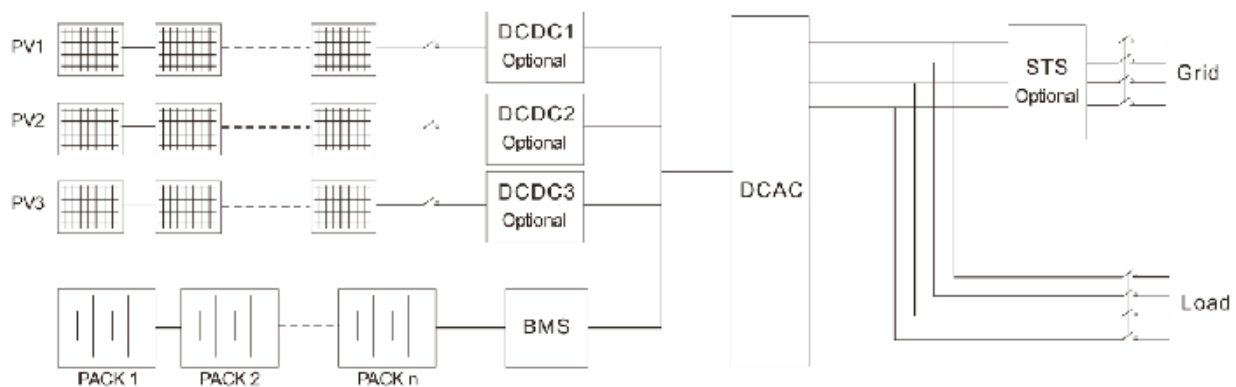 PV1
DCDC1
Optional
PV2
DCDC2
Optional
PV3
DCDC3
Optional
PACK 1
PACK 2
PACK n
BMS
DCAC
STS
Optional
Grid
Load